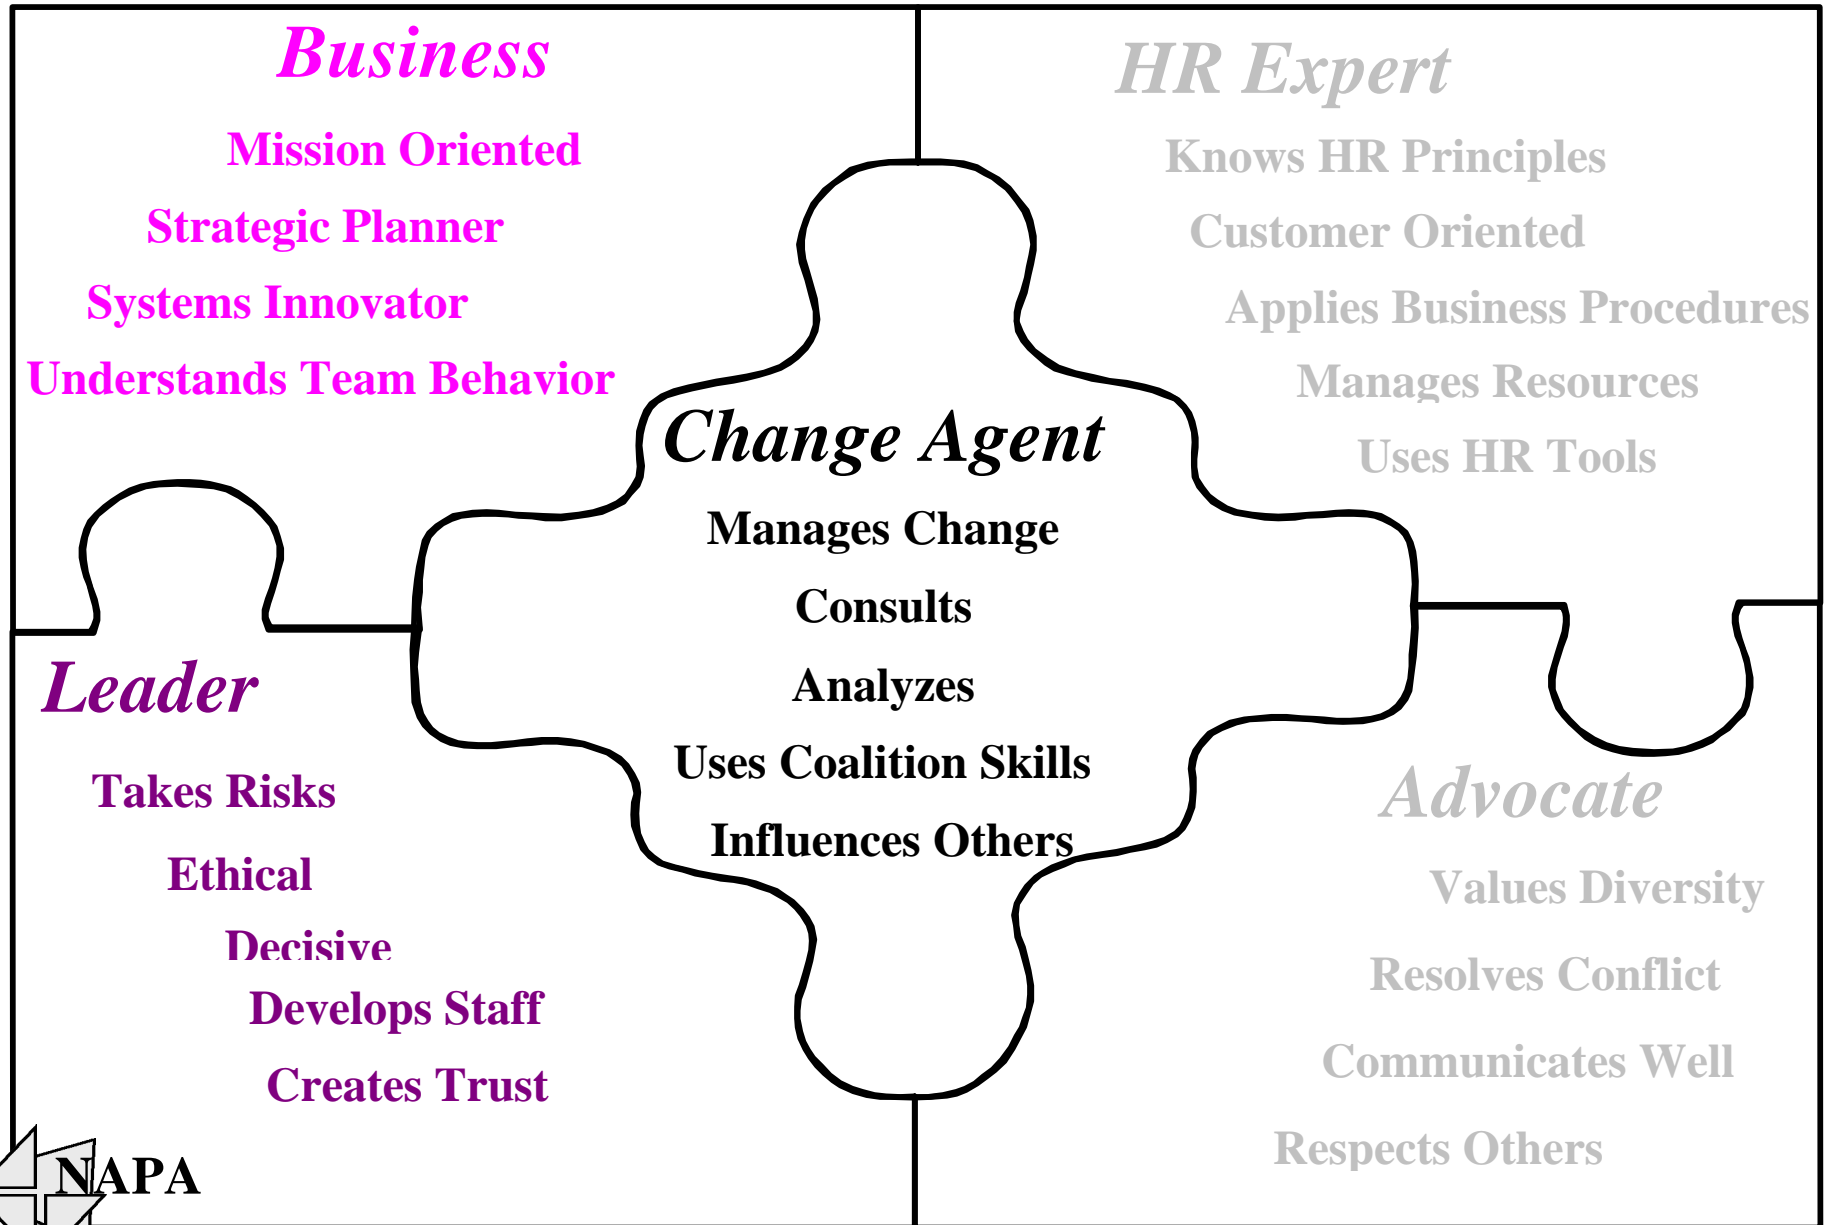 Business
Mission Oriented
Strategic Planner
Systems Innovator
Understands Team Behavior
HR Expert
Knows HR Principles
Customer Oriented
Applies Business Procedures
Manages Resources
Uses HR Tools
Change Agent
Manages Change
Consults
Analyzes
Uses Coalition Skills
Influences Others
Leader
Takes Risks
Ethical
Decisive
Develops Staff
Creates Trust
Advocate
Values Diversity
Resolves Conflict
Communicates Well
Respects Others
NAPA